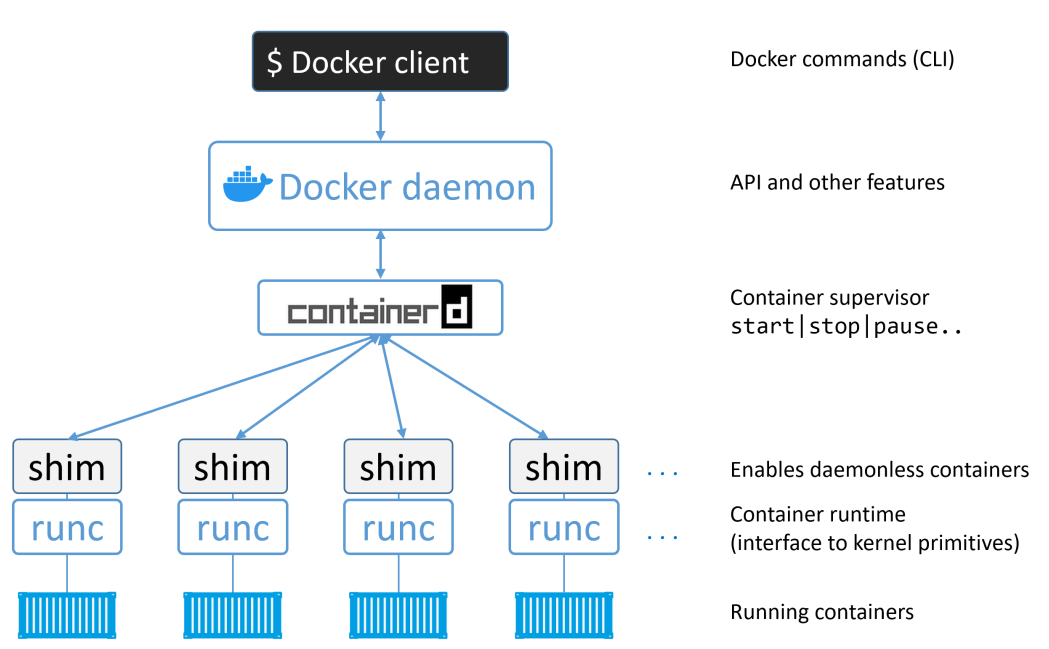 $ Docker client
Docker commands (CLI)
Docker daemon
API and other features
containerd
Container supervisor
start|stop|pause..
shim shim shim shim ... Enables daemonless containers
runc runc runc runc ... Container runtime
(interface to kernel primitives)
Running containers